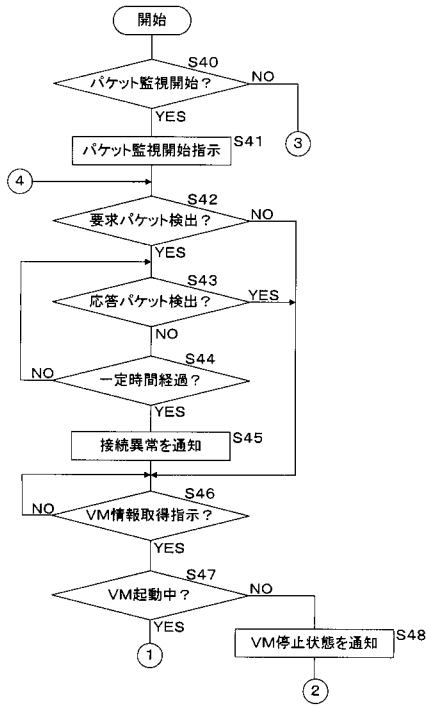 開始
S40
パケット監視開始？
NO
YES
③
S41
パケット監視開始指示
④
S42
要求パケット検出？
NO
YES
S43
応答パケット検出？
YES
NO
S44
一定時間経過？
NO
YES
S45
接続異常を通知
S46
VM情報取得指示？
NO
YES
S47
VM起動中？
NO
YES
①
S48
VM停止状態を通知
②